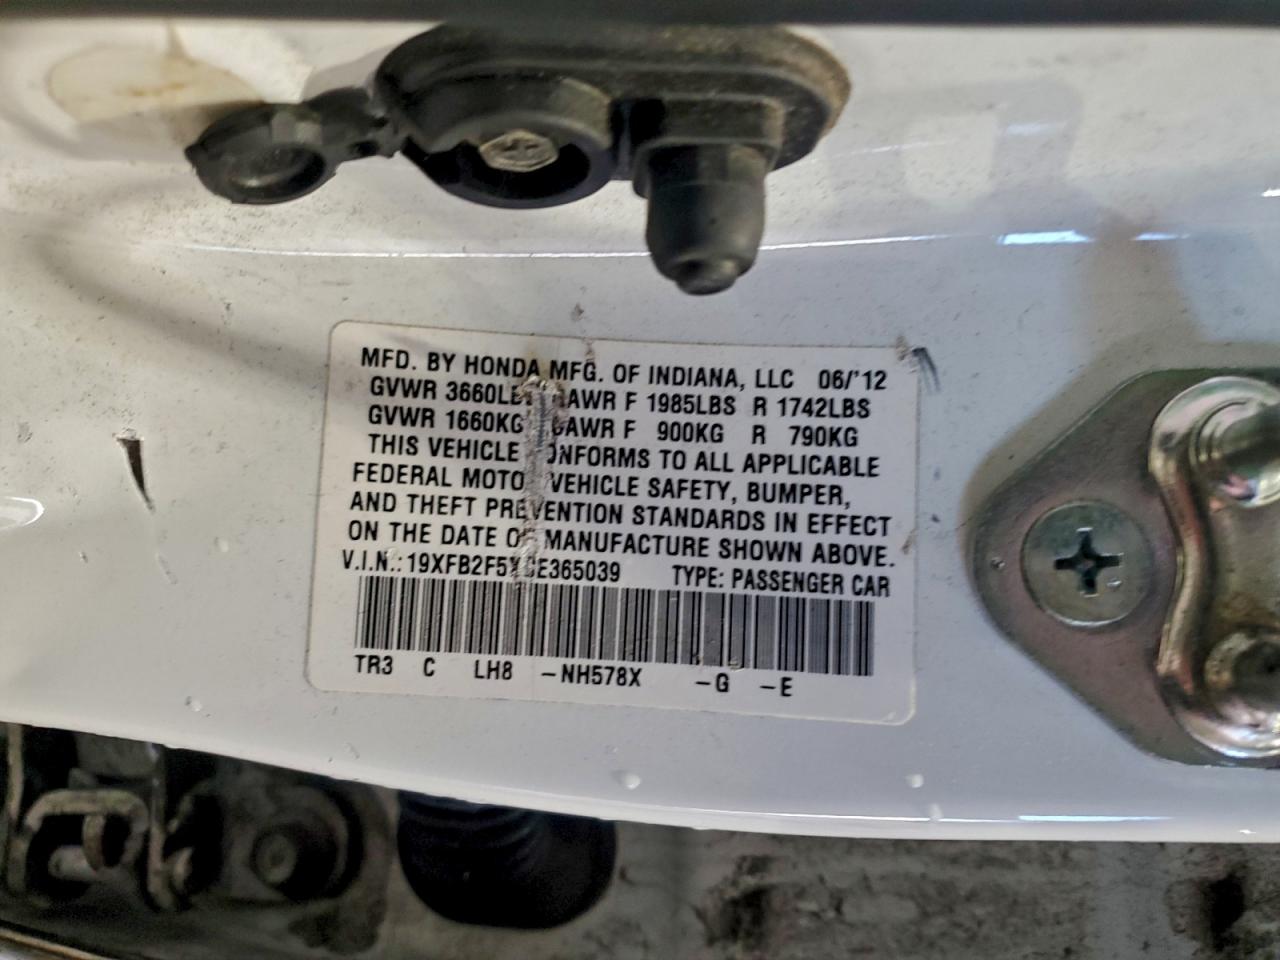 MFD. BY HONDA MFG. OF INDIANA, LLC 06/'12
GVWR 3660LBS GAWR F 1985LBS R 1742LBS
GVWR 1660KG GAWR F 900KG R 790KG
THIS VEHICLE CONFORMS TO ALL APPLICABLE
FEDERAL MOTOR VEHICLE SAFETY, BUMPER,
AND THEFT PREVENTION STANDARDS IN EFFECT
ON THE DATE OF MANUFACTURE SHOWN ABOVE.
V.I.N.: 19XFB2F5XCE365039 TYPE: PASSENGER CAR
TR3 C LH8 -NH578X -G -E